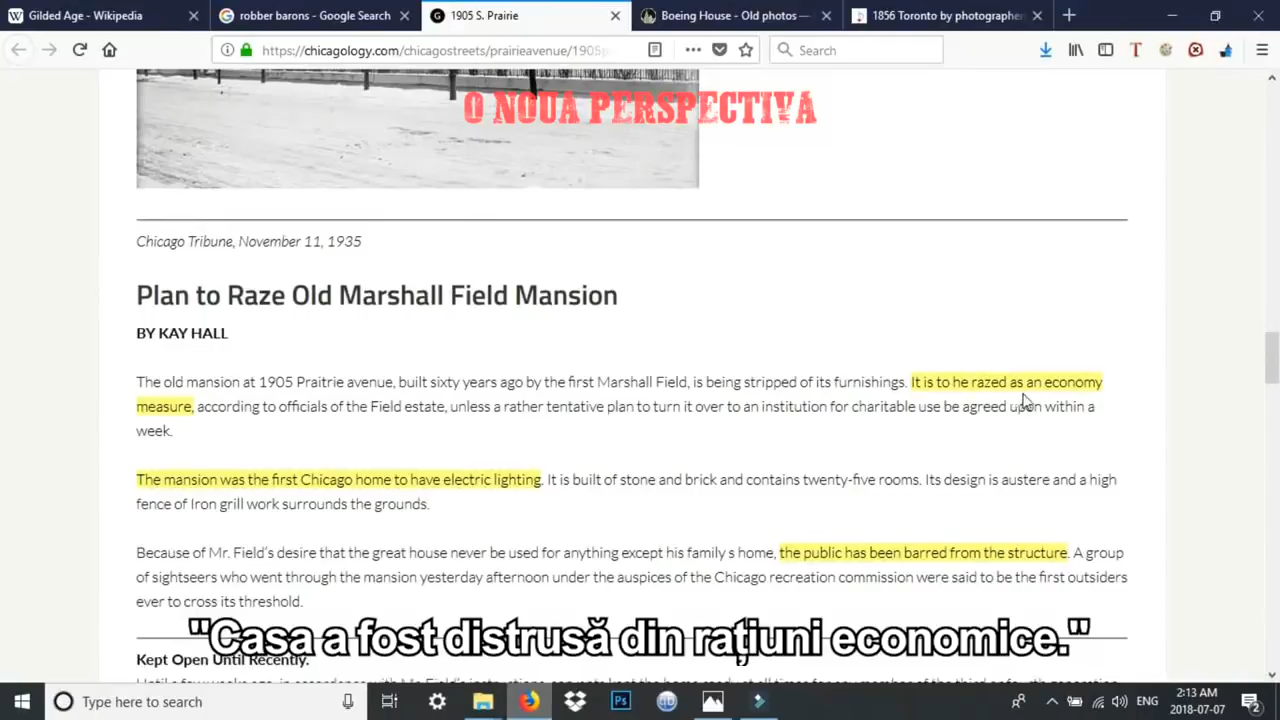 Gilded Age - Wikipedia
robber barons - Google Search
1905 S. Prairie
Boeing House - Old photos —
1856 Toronto by photographer
https://chicagology.com/chicagostreets/prairieavenue/1905p
Search
O NOUA PERSPECTIVA
Chicago Tribune, November 11, 1935
Plan to Raze Old Marshall Field Mansion
BY KAY HALL
The old mansion at 1905 Praitrie avenue, built sixty years ago by the first Marshall Field, is being stripped of its furnishings. It is to he razed as an economy
measure, according to officials of the Field estate, unless a rather tentative plan to turn it over to an institution for charitable use be agreed upon within a
week.
The mansion was the first Chicago home to have electric lighting. It is built of stone and brick and contains twenty-five rooms. Its design is austere and a high
fence of Iron grill work surrounds the grounds.
Because of Mr. Field's desire that the great house never be used for anything except his family s home, the public has been barred from the structure. A group
of sightseers who went through the mansion yesterday afternoon under the auspices of the Chicago recreation commission were said to be the first outsiders
ever to cross its threshold.
"Casa a fost distrusă din rațiuni economice."
Kept Open Until Recently.
Type here to search
ENG
2:13 AM
2018-07-07
2